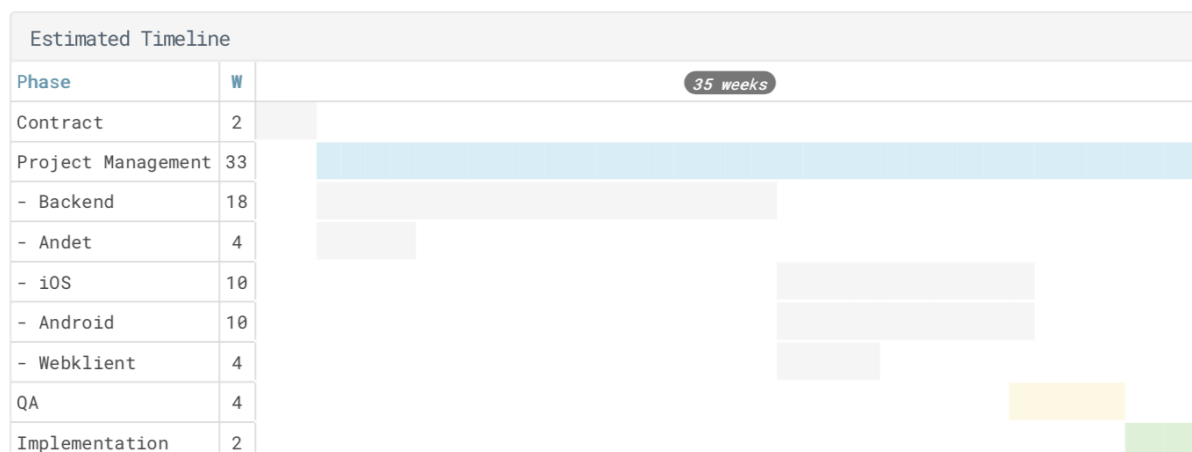 Estimated Timeline
Phase W 35 weeks
Contract 2
Project Management 33
- Backend 18
- Andet 4
- iOS 10
- Android 10
- Webklient 4
QA 4
Implementation 2